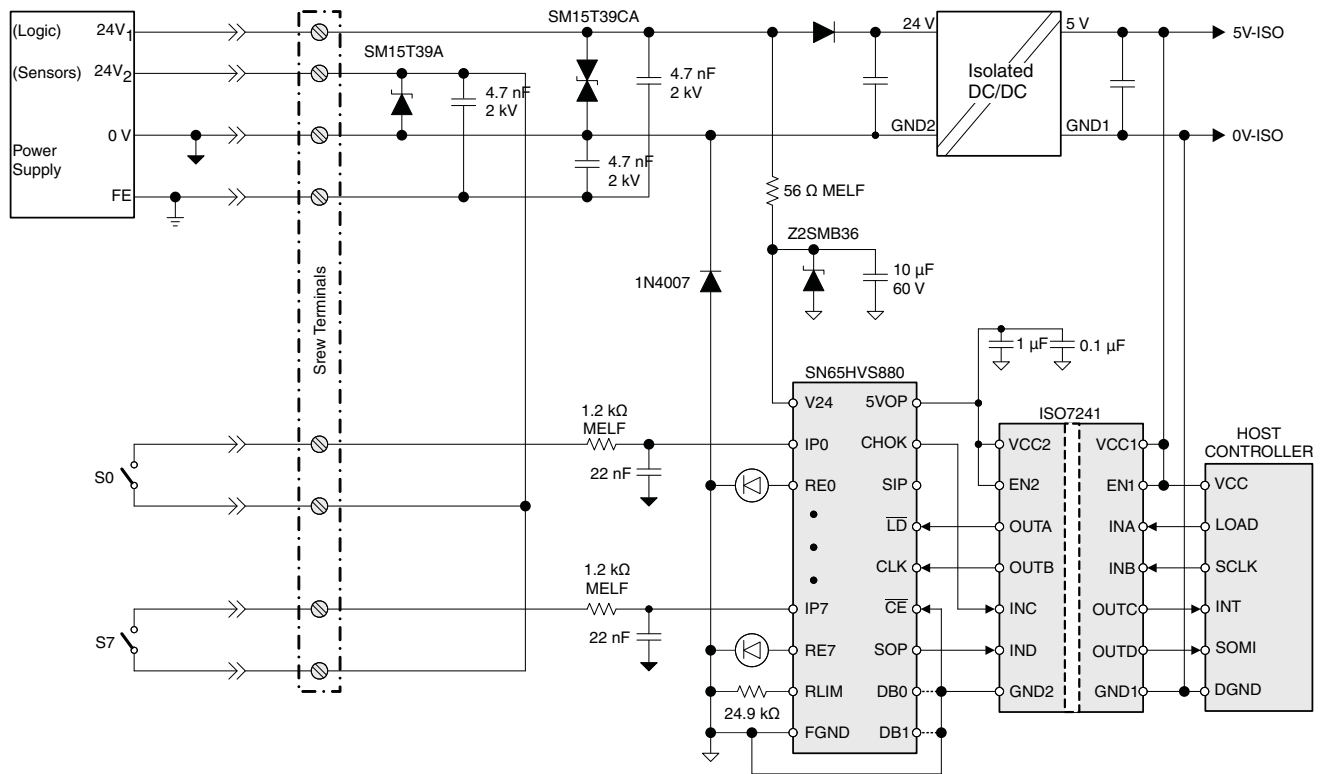 SM15T39CA
(Logic) 24V1
24 V
5 V
5V-ISO
SM15T39A
(Sensors) 24V2
4.7 nF
2 kV
4.7 nF
2 kV
Isolated
DC/DC
0 V
GND2
GND1
0V-ISO
Power
Supply
4.7 nF
2 kV
FE
56 Ω MELF
Z2SMB36
1N4007
10 µF
60 V
Srew Terminals
1 µF
0.1 µF
SN65HVS880
V24
5VOP
ISO7241
1.2 kΩ
MELF
IP0
CHOK
VCC2
VCC1
HOST
CONTROLLER
S0
22 nF
RE0
SIP
EN2
EN1
VCC
LD
OUTA
INA
LOAD
CLK
OUTB
INB
SCLK
1.2 kΩ
MELF
IP7
CE
INC
OUTC
INT
S7
22 nF
RE7
SOP
IND
OUTD
SOMI
RLIM
DB0
GND2
GND1
DGND
24.9 kΩ
FGND
DB1